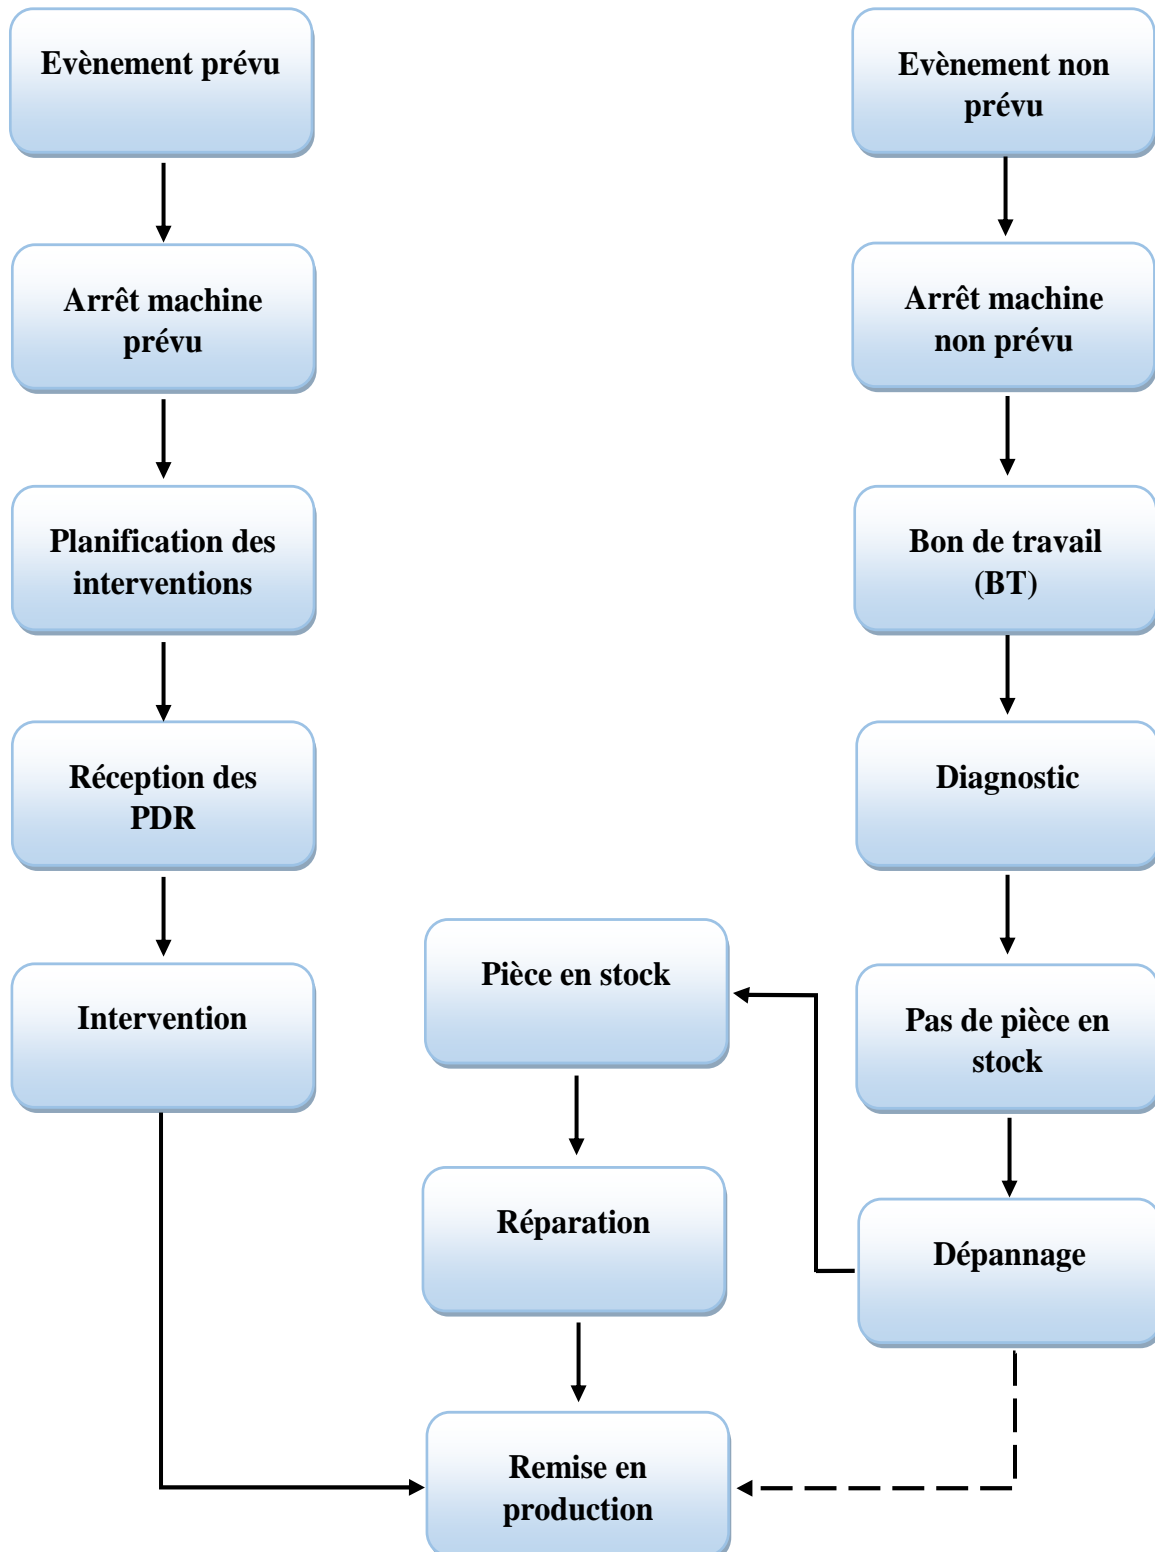 Evènement prévu
Arrêt machine
prévu
Planification des
interventions
Réception des
PDR
Intervention
Evènement non
prévu
Arrêt machine
non prévu
Bon de travail
(BT)
Diagnostic
Pas de pièce en
stock
Dépannage
Pièce en stock
Réparation
Remise en
production